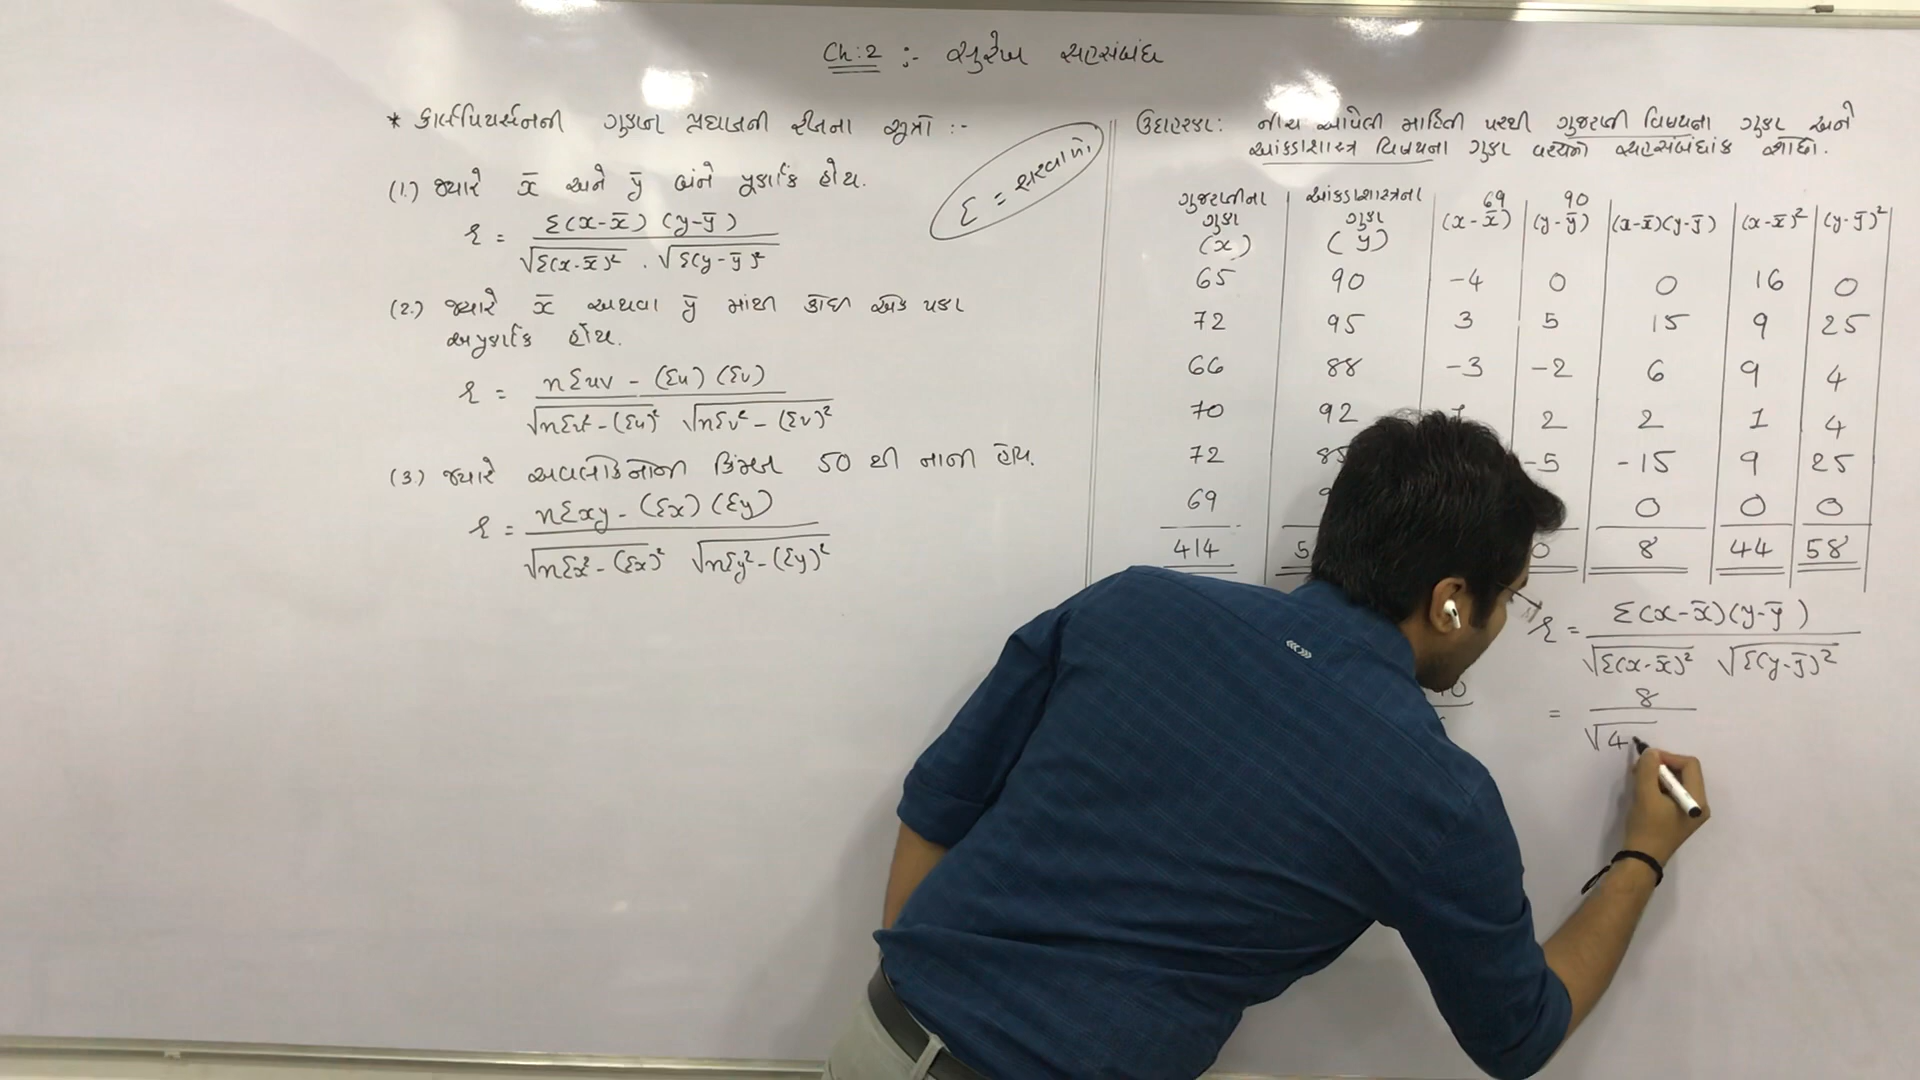 Ch:2 :- સુરેખ સહસંબંધ
* કાર્લપિયર્સનની ગુણાન પ્રઘાતની રીતના સૂત્રો :-
(1.) જ્યારે x̄ અને ȳ બંને પૂર્ણાંક હોય.
r = Σ(x-x̄) (y-ȳ)
√Σ(x-x̄)² . √Σ(y-ȳ)²
Σ = સરવાળો
(2.) જ્યારે x̄ અથવા ȳ માંથી કોઈ એક પણ
અપૂર્ણાંક હોય.
r = nΣuv - (Σu) (Σv)
√nΣu² - (Σu)² √nΣv² - (Σv)²
(3.) જ્યારે અવલોકનોની કિંમત 50 થી નાની હોય.
r = nΣxy - (Σx) (Σy)
√nΣx² - (Σx)² √nΣy² - (Σy)²
ઉદાહરણ: નીચે આપેલી માહિતી પરથી ગુજરાતી વિષયના ગુણ અને
આંકડાશાસ્ત્ર વિષયના ગુણ વચ્ચેનો સહસંબંધાંક શોધો.
ગુજરાતીના ગુણ (x) આંકડાશાસ્ત્રના ગુણ (y) 69 (x-x̄) 90 (y-ȳ) (x-x̄)(y-ȳ) (x-x̄)² (y-ȳ)²
65 90 -4 0 0 16 0
72 95 3 5 15 9 25
66 88 -3 -2 6 9 4
70 92 2 2 1 4
72 85 -5 -15 9 25
69 0 0 0
414 0 8 44 58
r = Σ(x-x̄)(y-ȳ)
√Σ(x-x̄)² √Σ(y-ȳ)²
= 8
√4